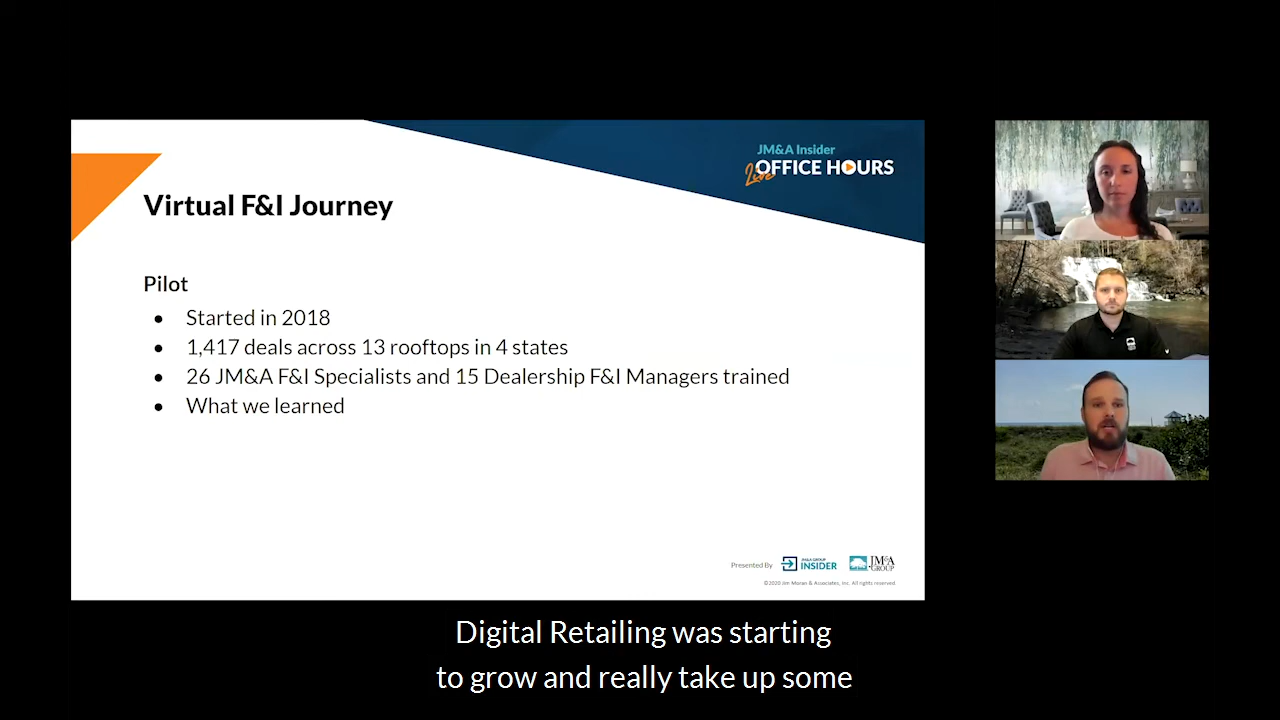 JM&A Insider
Live OFFICE HOURS
Virtual F&I Journey
Pilot
• Started in 2018
• 1,417 deals across 13 rooftops in 4 states
• 26 JM&A F&I Specialists and 15 Dealership F&I Managers trained
• What we learned
Presented By
JM&A GROUP
INSIDER
JM&A
GROUP
©2020 Jim Moran & Associates, Inc. All rights reserved.
Digital Retailing was starting
to grow and really take up some